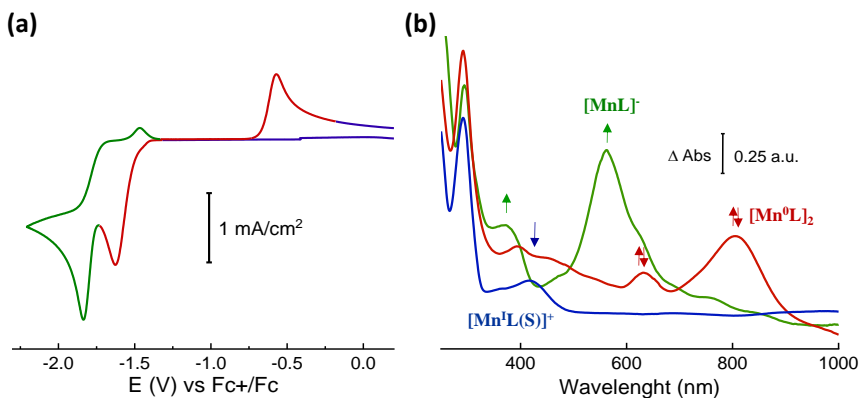 (a)
1 mA/cm²
-2.0 -1.5 -1.0 -0.5 0.0
E (V) vs Fc+/Fc
(b)
[MnL]⁻
Δ Abs 0.25 a.u.
[Mn⁰L]₂
[MnᴵL(S)]⁺
400 600 800 1000
Wavelenght (nm)